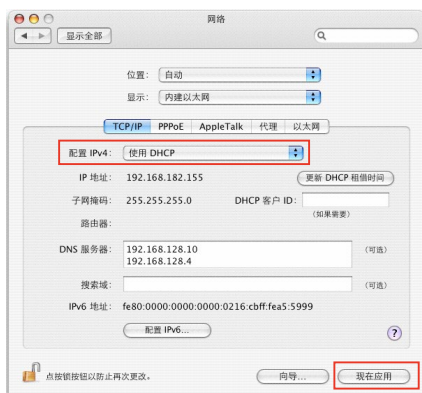 网络
显示全部
位置: 自动
显示: 内建以太网
TCP/IP PPPoE AppleTalk 代理 以太网
配置 IPv4: 使用 DHCP
IP 地址: 192.168.182.155 更新 DHCP 租借时间
子网掩码: 255.255.255.0 DHCP 客户 ID:
(如果需要)
路由器:
DNS 服务器: 192.168.128.10 (可选)
192.168.128.4
搜索域: (可选)
IPv6 地址: fe80:0000:0000:0000:0216:cbff:fea5:5999
配置 IPv6... ?
点按锁按钮以防止再次更改。 向导... 现在应用